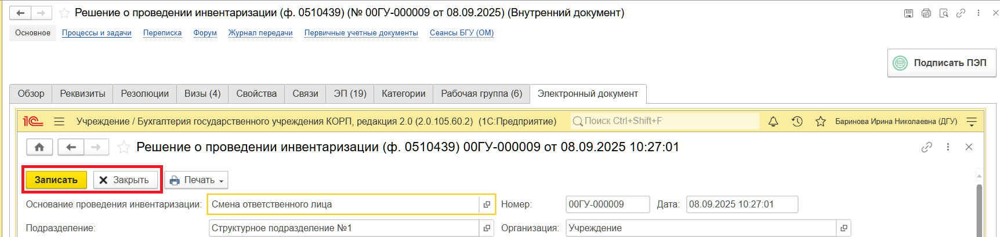 Решение о проведении инвентаризации (ф. 0510439) (№ 00ГУ-000009 от 08.09.2025) (Внутренний документ)
Основное Процессы и задачи Переписка Форум Журнал передачи Первичные учетные документы Сеансы БГУ (ОМ)
Подписать ПЭП
Обзор Реквизиты Резолюции Визы (4) Свойства Связи ЭП (19) Категории Рабочая группа (6) Электронный документ
1С Учреждение / Бухгалтерия государственного учреждения КОРП, редакция 2.0 (2.0.105.60.2) (1С:Предприятие) Поиск Ctrl+Shift+F Баринова Ирина Николаевна (ДГУ)
Решение о проведении инвентаризации (ф. 0510439) 00ГУ-000009 от 08.09.2025 10:27:01
Записать Закрыть Печать
Основание проведения инвентаризации: Смена ответственного лица Номер: 00ГУ-000009 Дата: 08.09.2025 10:27:01
Подразделение: Структурное подразделение №1 Организация: Учреждение